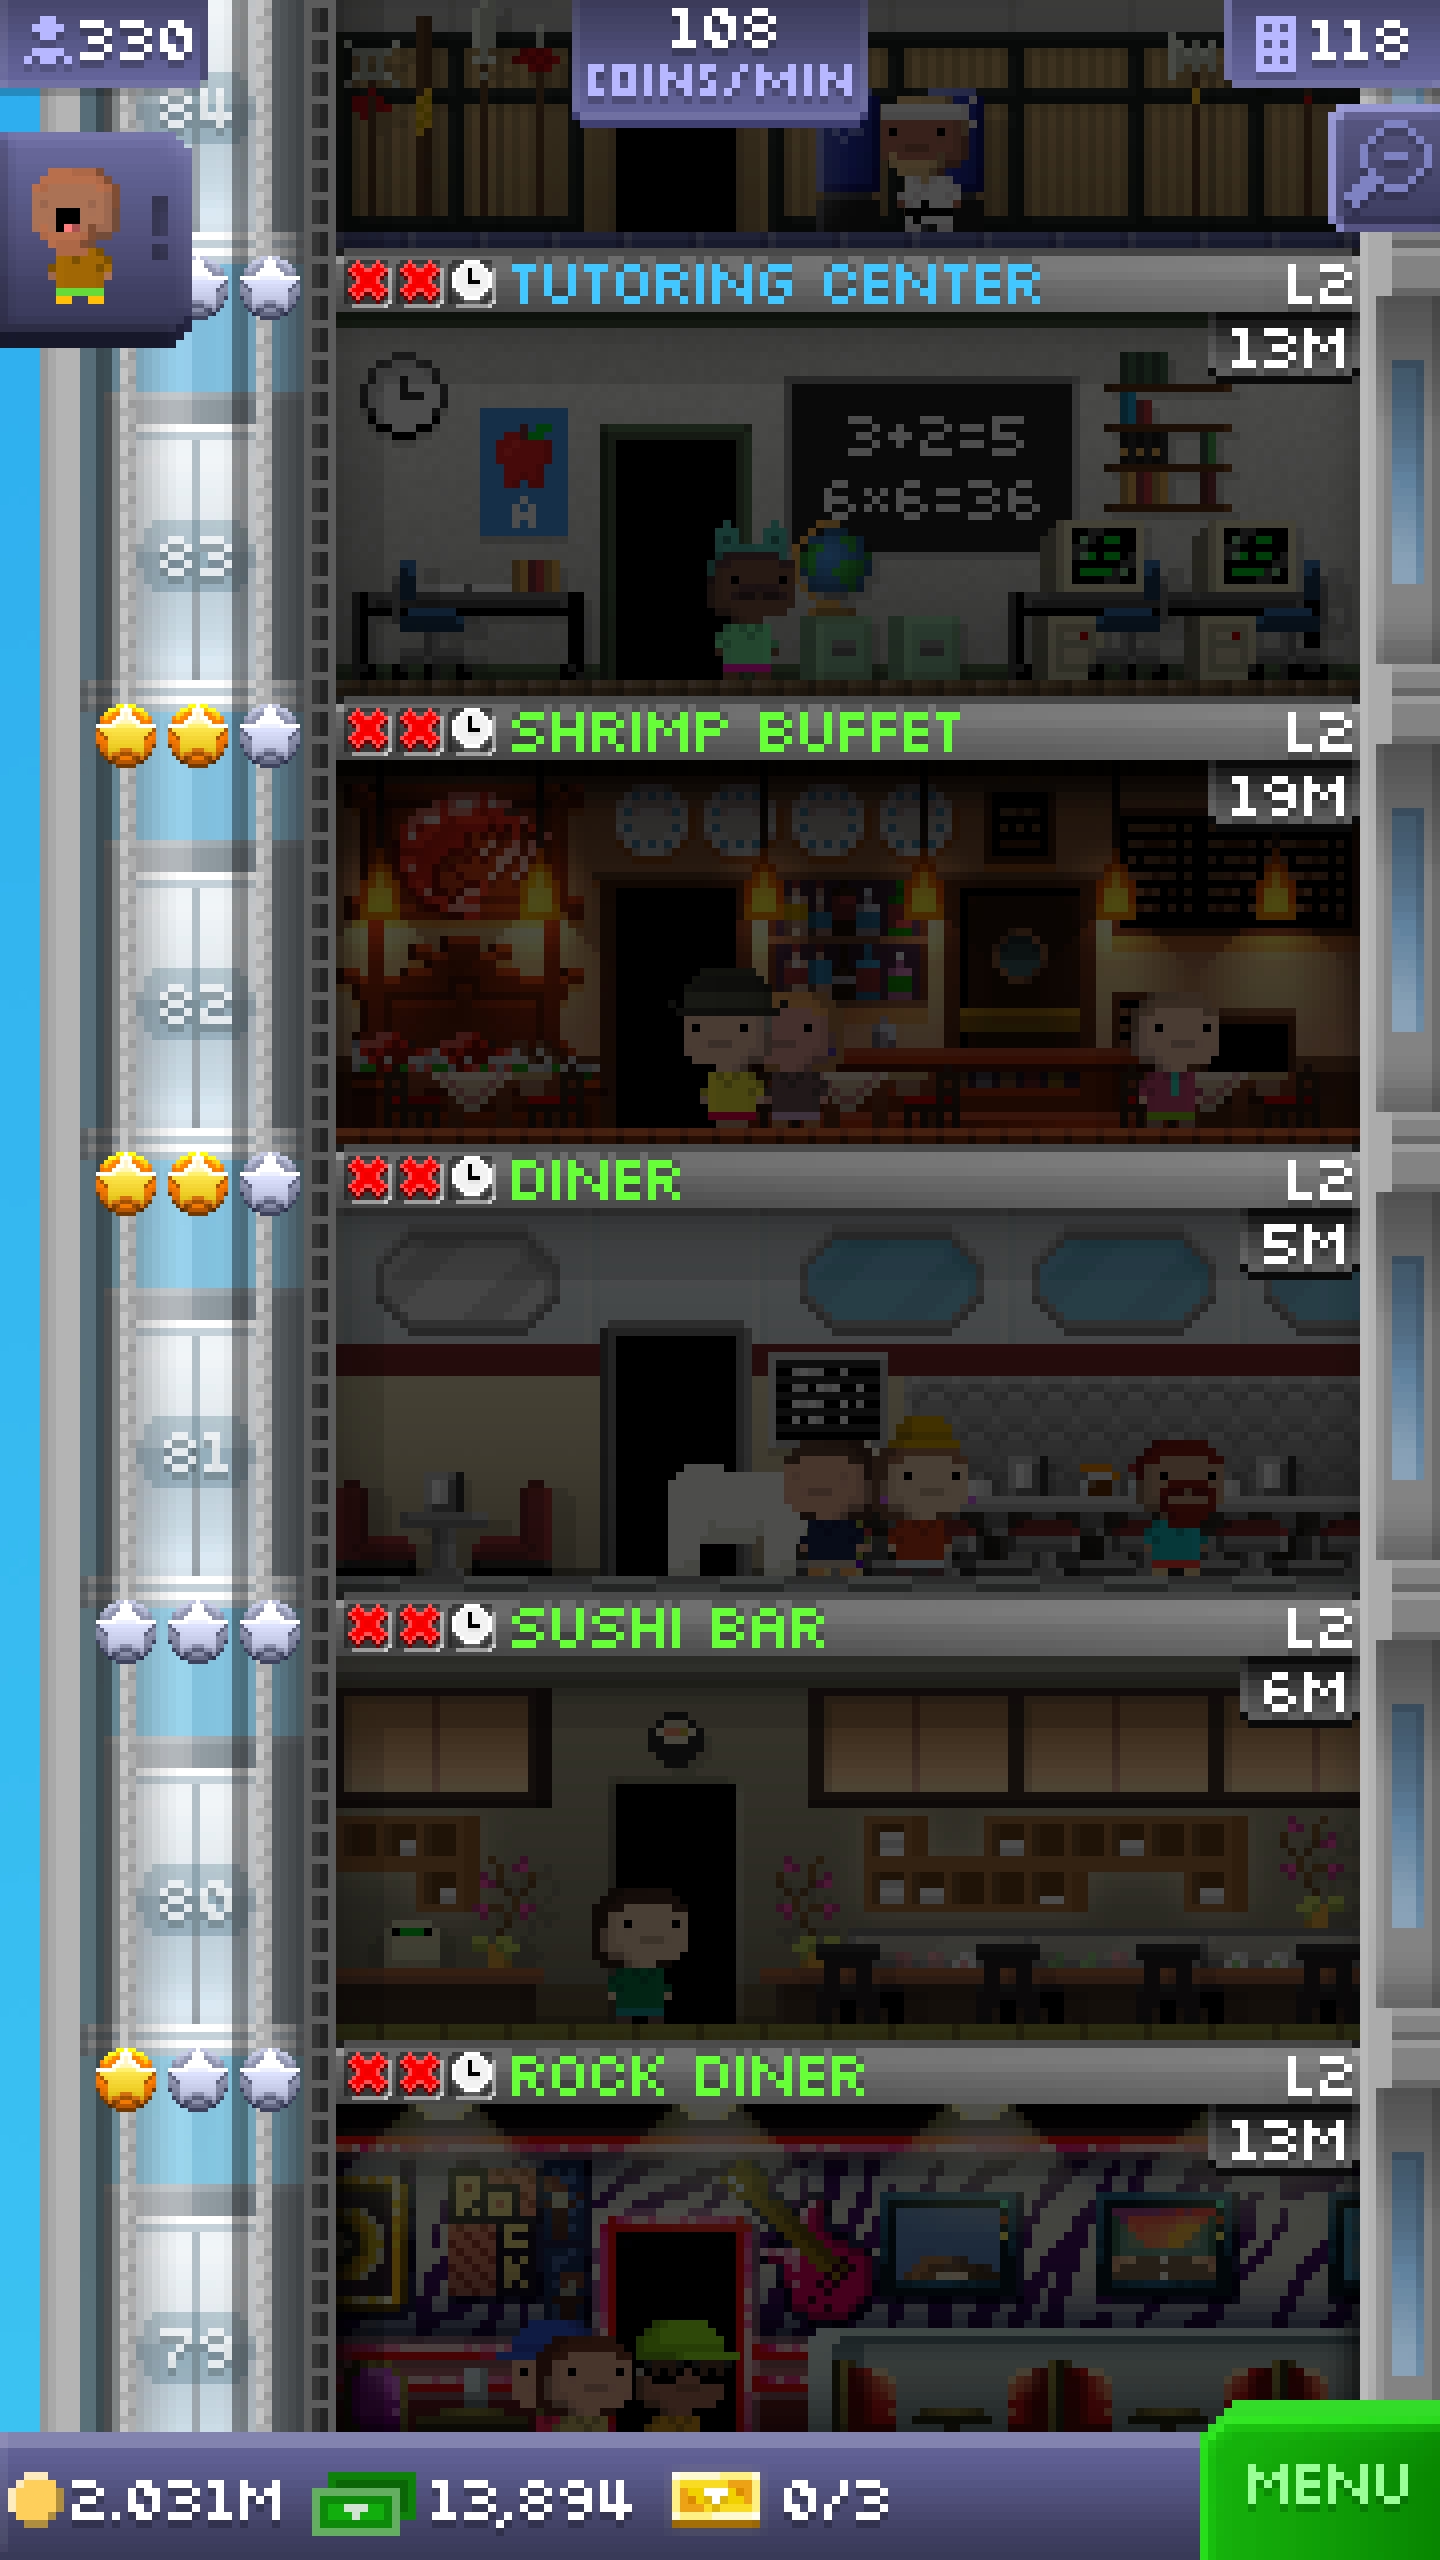 330
108
COINS/MIN
118
84
TUTORING CENTER
L2
13M
3+2=5
6×6=36
A
83
SHRIMP BUFFET
L2
19M
82
DINER
L2
5M
81
SUSHI BAR
L2
6M
80
ROCK DINER
L2
13M
79
2.031M
13,894
0/3
MENU